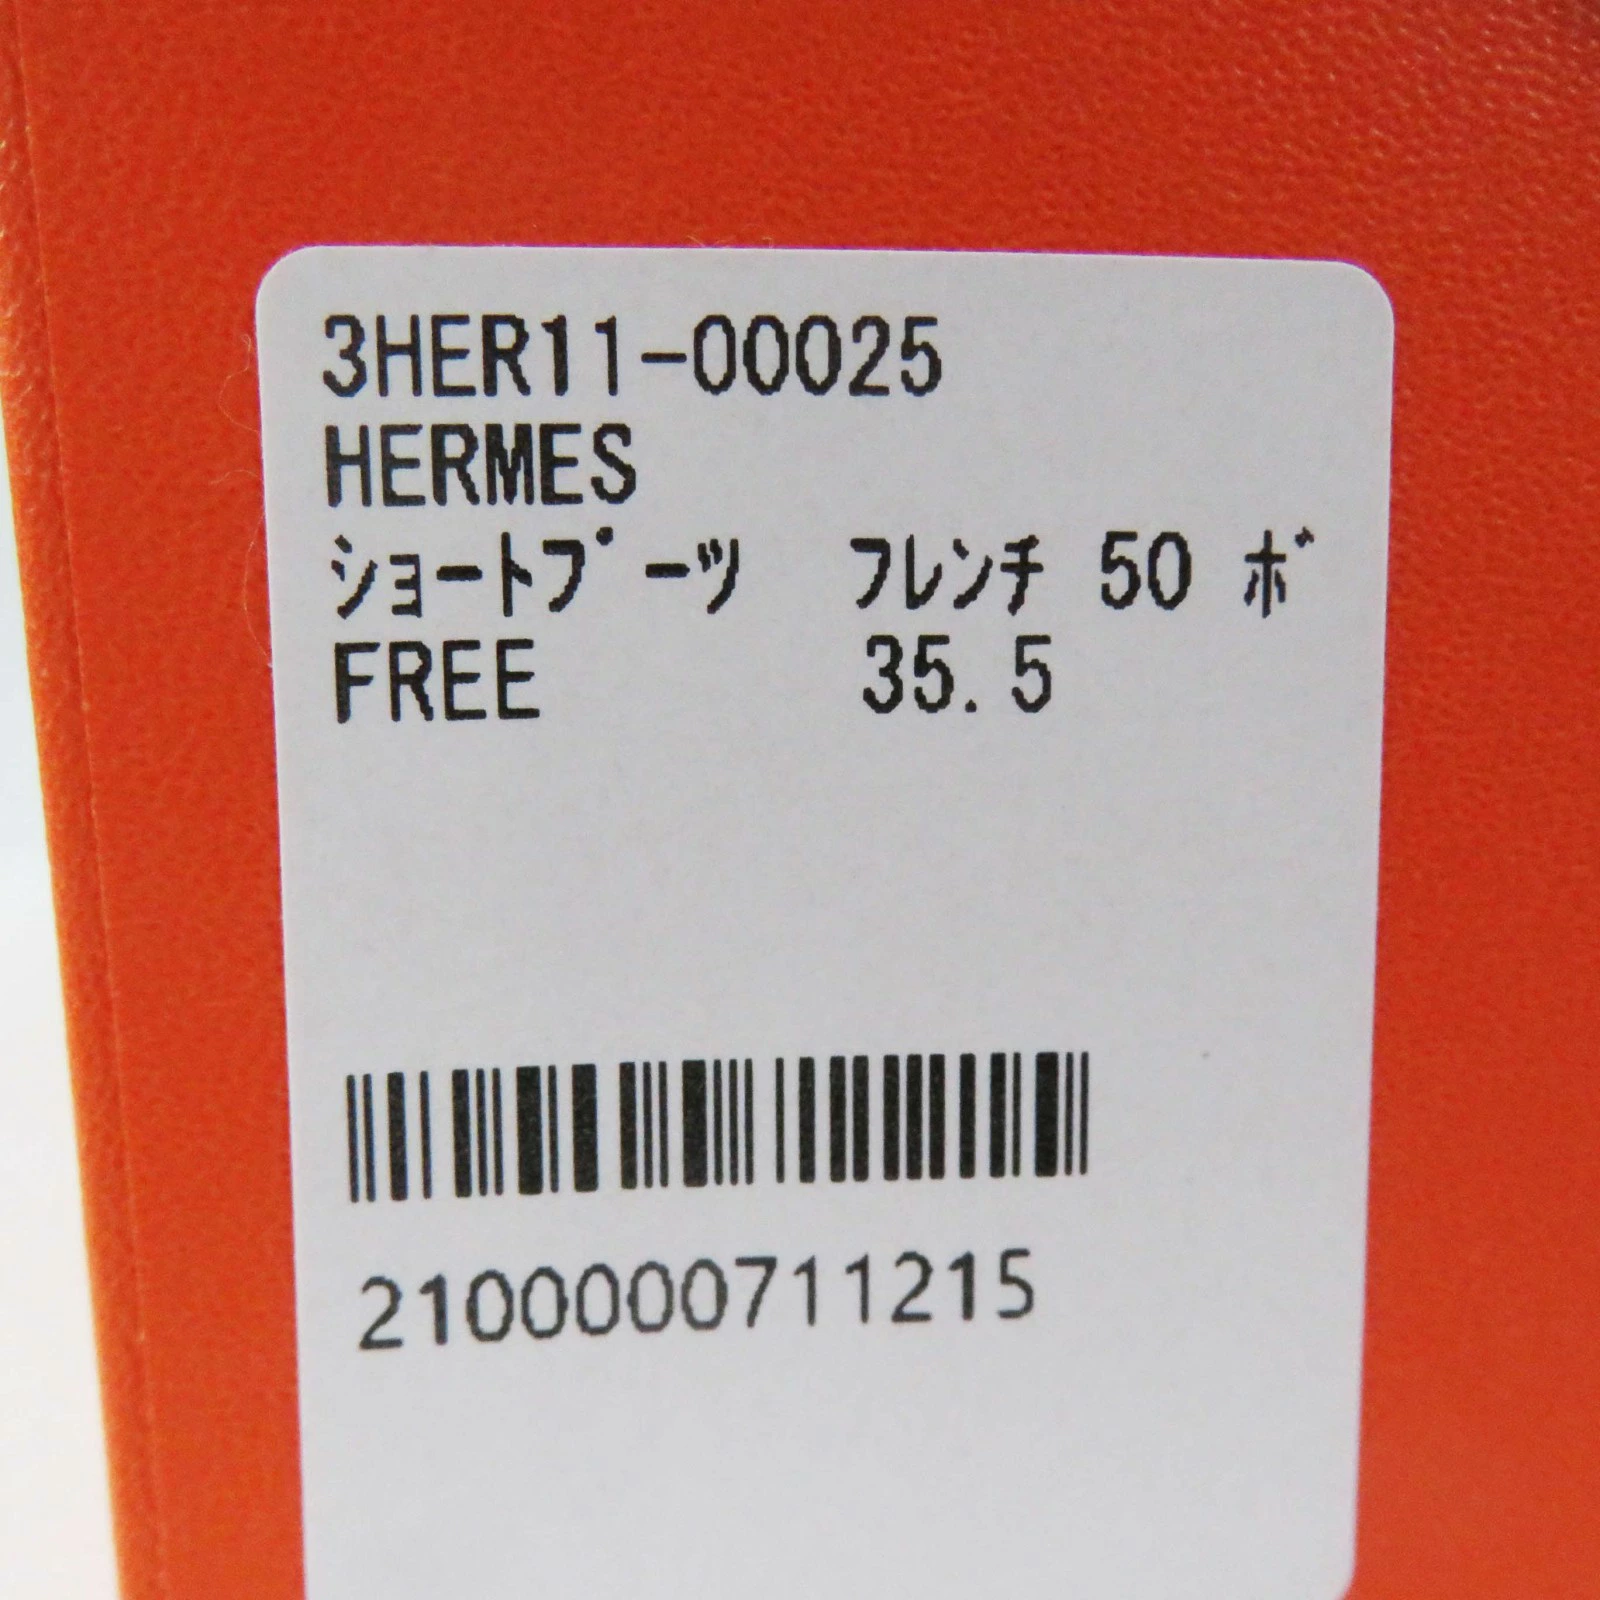 3HER11-00025
HERMES
ｼｮｰﾄﾌﾟｰﾂ ﾌﾚﾝﾁ 50 ﾎﾞ
FREE 35.5
2100000711215